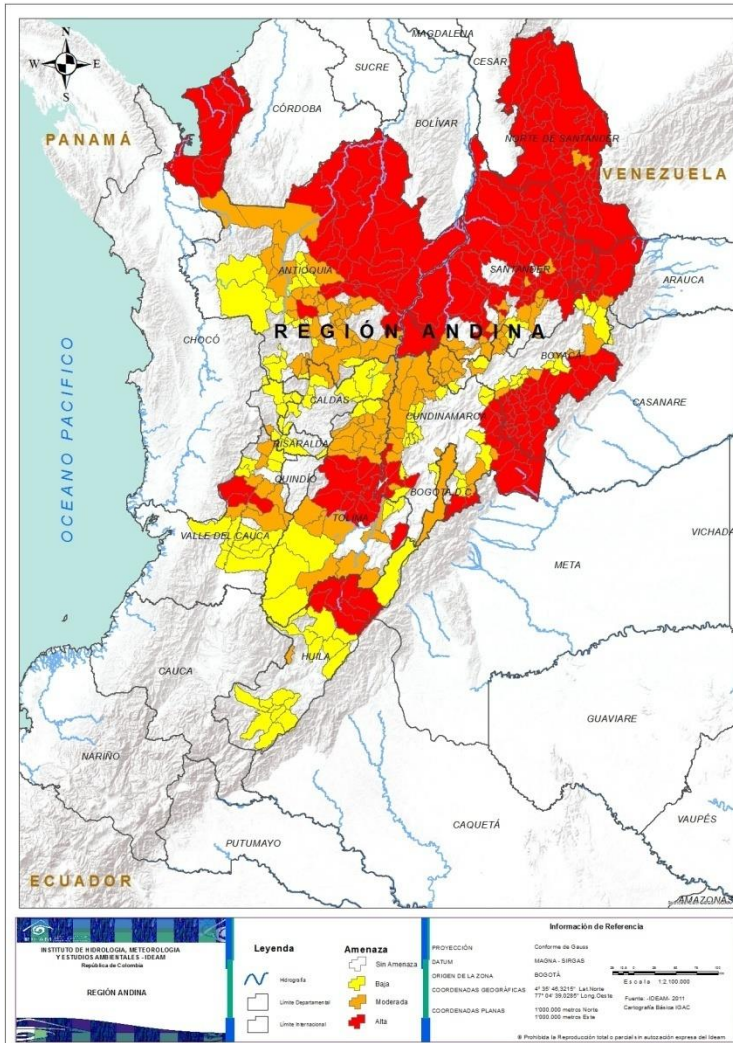 N
W E
S
MAGDALENA
CESAR
SUCRE
CÓRDOBA
BOLÍVAR
PANAMÁ
NORTE DE SANTANDER
VENEZUELA
ANTIOQUIA
SANTANDER
ARAUCA
REGIÓN ANDINA
CHOCÓ
BOYACÁ
CALDAS
CASANARE
CUNDINAMARCA
RISARALDA
QUINDÍO
BOGOTÁ D.C.
OCEANO PACIFICO
TOLIMA
VALLE DEL CAUCA
VICHADA
META
HUILA
CAUCA
GUAVIARE
NARIÑO
CAQUETÁ
VAUPÉS
PUTUMAYO
ECUADOR
AMAZONAS
INSTITUTO DE HIDROLOGIA, METEOROLOGIA
Y ESTUDIOS AMBIENTALES - IDEAM
República de Colombia
REGIÓN ANDINA
Leyenda
Hidrografía
Límite Departamental
Límite Internacional
Amenaza
Sin Amenaza
Baja
Moderada
Alta
Información de Referencia
PROYECCIÓN Conforme de Gauss
DATUM MAGNA - SIRGAS
ORIGEN DE LA ZONA BOGOTÁ
COORDENADAS GEOGRÁFICAS 4° 35' 46,3215" Lat.Norte
77° 04' 39,0285" Long.Oeste
COORDENADAS PLANAS 1'000.000 metros Norte
1'000.000 metros Este
Escala 1:2.100.000
Fuente: -IDEAM- 2011
Cartografía Básica IGAC
® Prohibida la Reproducción total o parcial sin autorización expresa del Ideam